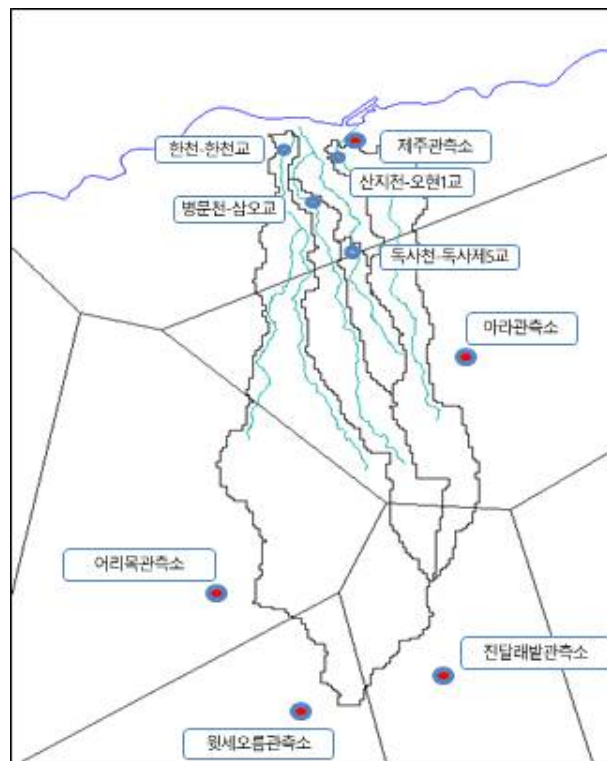 한천-한천교
제주관측소
산지천-오현1교
병문천-삼오교
독사천-독사제5교
아라관측소
어리목관측소
진달래밭관측소
윗세오름관측소